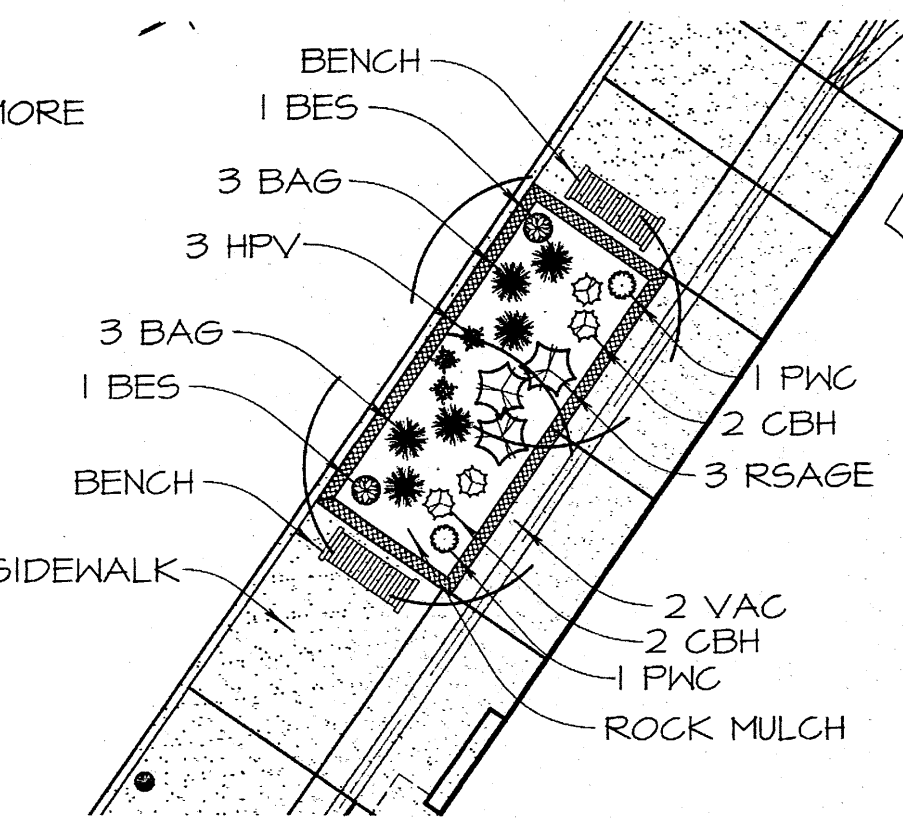 BENCH
1 BES
MORE
3 BAG
3 HPV
3 BAG
1 BES
BENCH
SIDEWALK
1 PWC
2 CBH
3 RSAGE
2 VAC
2 CBH
1 PWC
ROCK MULCH